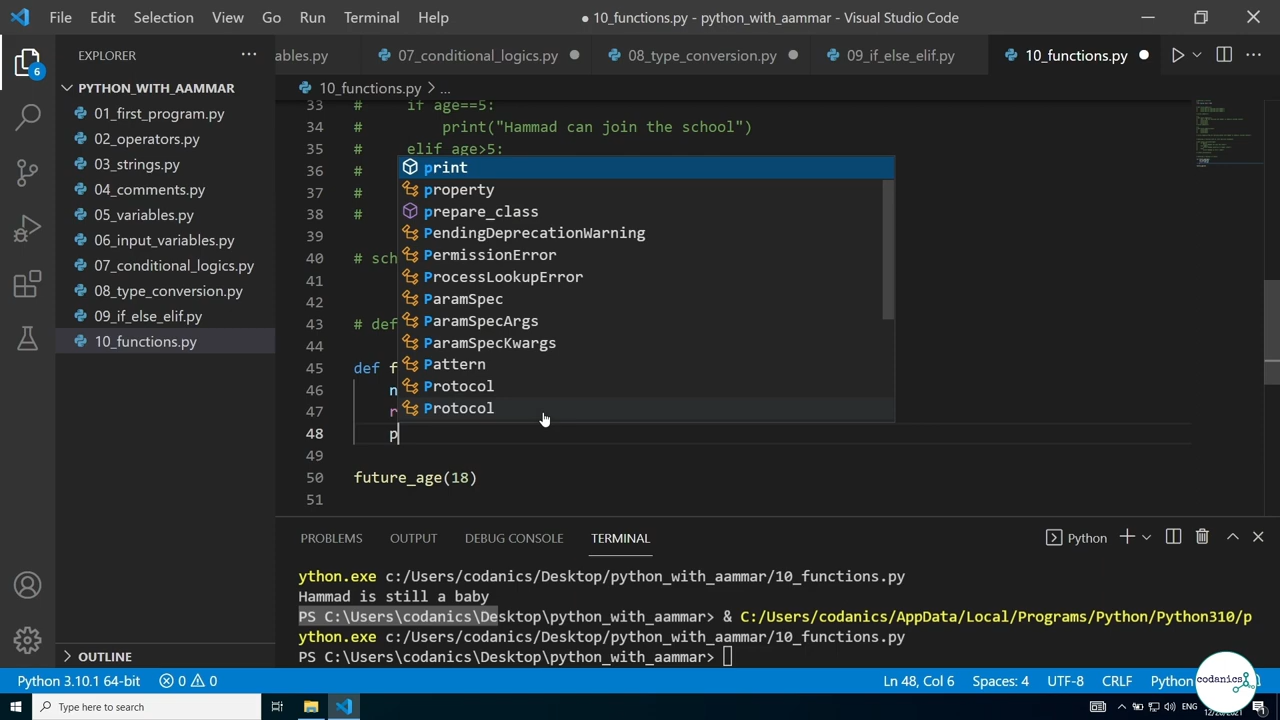 File Edit Selection View Go Run Terminal Help ● 10_functions.py - python_with_aammar - Visual Studio Code
EXPLORER ··· ables.py 07_conditional_logics.py 08_type_conversion.py 09_if_else_elif.py 10_functions.py
PYTHON_WITH_AAMMAR
10_functions.py > ...
01_first_program.py
02_operators.py
03_strings.py
04_comments.py
05_variables.py
06_input_variables.py
07_conditional_logics.py
08_type_conversion.py
09_if_else_elif.py
10_functions.py
OUTLINE
6
33 # if age==5:
34 # print("Hammad can join the school")
35 # elif age>5:
36 #
37 #
38 #
39
40 # sch
41
42
43 # def
44
45 def f
46 n
47 r
48 p
49
50 future_age(18)
51
print
property
prepare_class
PendingDeprecationWarning
PermissionError
ProcessLookupError
ParamSpec
ParamSpecArgs
ParamSpecKwargs
Pattern
Protocol
Protocol
PROBLEMS OUTPUT DEBUG CONSOLE TERMINAL Python
ython.exe c:/Users/codanics/Desktop/python_with_aammar/10_functions.py
Hammad is still a baby
PS C:\Users\codanics\Desktop\python_with_aammar> & C:/Users/codanics/AppData/Local/Programs/Python/Python310/p
ython.exe c:/Users/codanics/Desktop/python_with_aammar/10_functions.py
PS C:\Users\codanics\Desktop\python_with_aammar>
Python 3.10.1 64-bit 0 0 Ln 48, Col 6 Spaces: 4 UTF-8 CRLF Python
codanics
Type here to search ENG